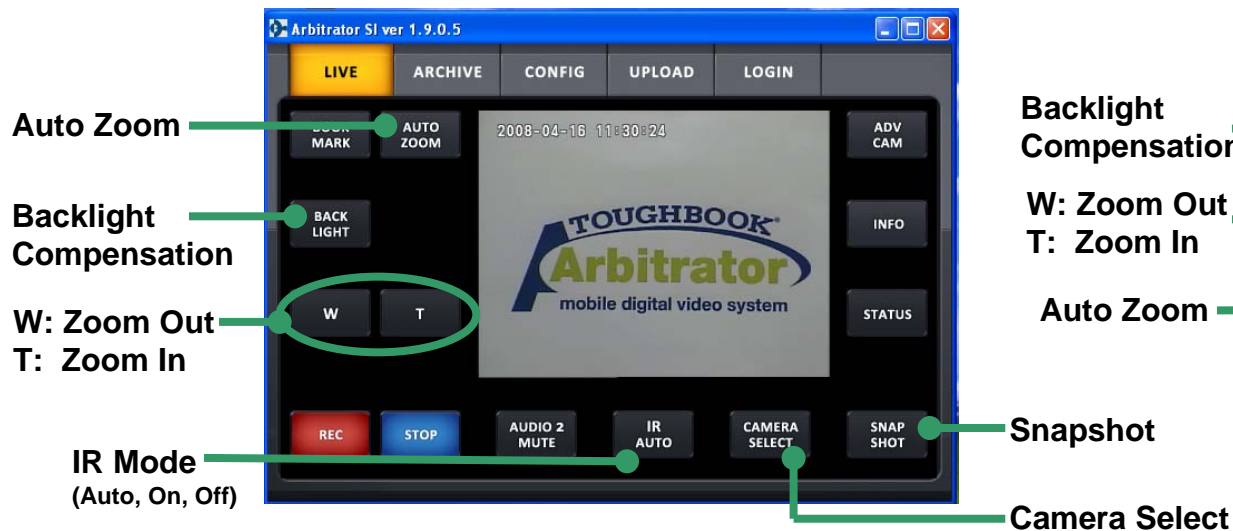 Arbitrator SI ver 1.9.0.5
LIVE
ARCHIVE
CONFIG
UPLOAD
LOGIN
Auto Zoom
BOOK
MARK
AUTO
ZOOM
2008-04-16 11:30:24
ADV
CAM
Backlight
Compensation
Backlight
Compensation
BACK
LIGHT
TOUGHBOOK
Arbitrator
mobile digital video system
INFO
W: Zoom Out
T: Zoom In
W: Zoom Out
T: Zoom In
W
T
STATUS
Auto Zoom
REC
STOP
AUDIO 2
MUTE
IR
AUTO
CAMERA
SELECT
SNAP
SHOT
Snapshot
IR Mode
(Auto, On, Off)
Camera Select